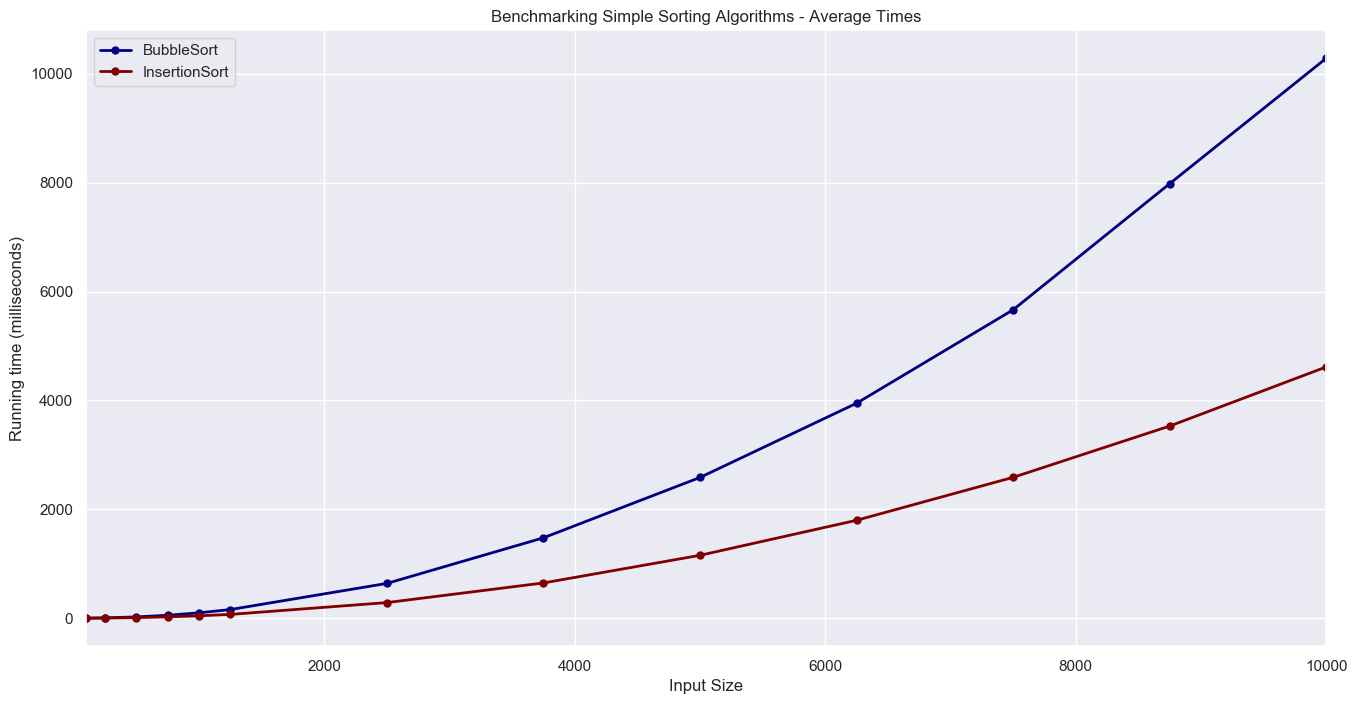 Benchmarking Simple Sorting Algorithms - Average Times
BubbleSort
InsertionSort
10000
8000
6000
4000
2000
0
Running time (milliseconds)
2000 4000 6000 8000 10000
Input Size